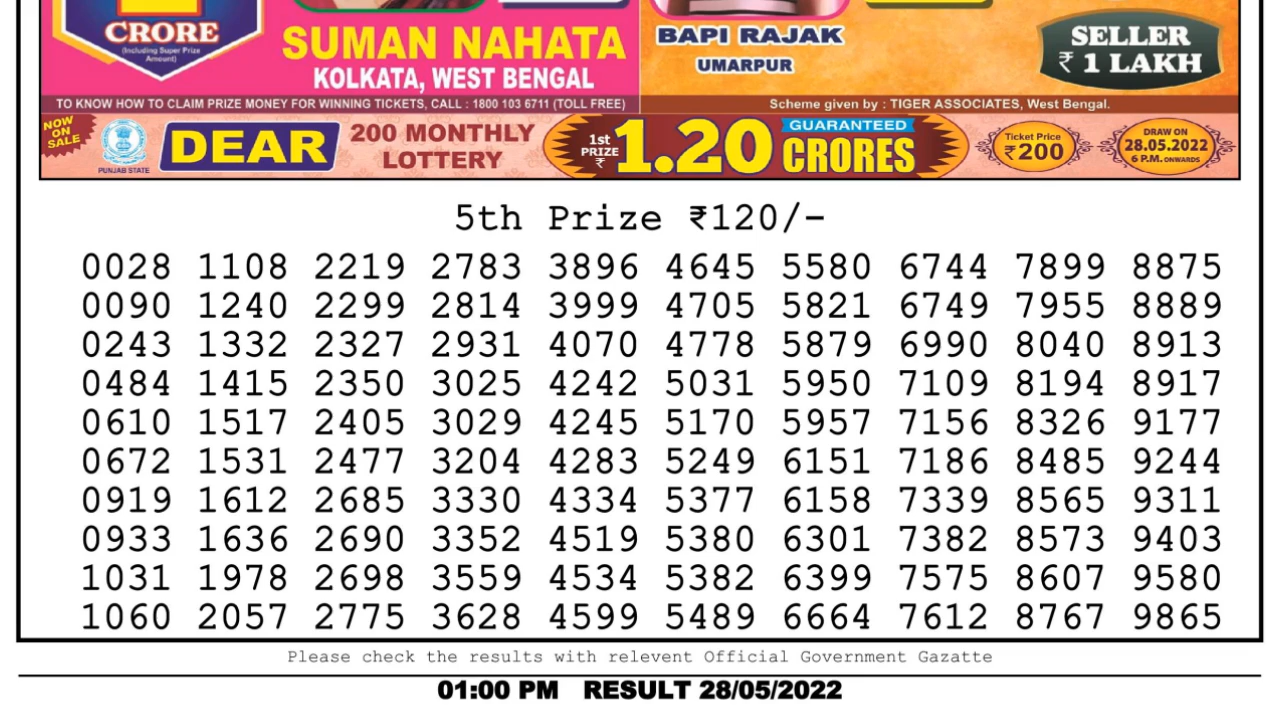 CRORE
(Including Super Prize
Amount)
SUMAN NAHATA
KOLKATA, WEST BENGAL
BAPI RAJAK
UMARPUR
SELLER
₹ 1 LAKH
TO KNOW HOW TO CLAIM PRIZE MONEY FOR WINNING TICKETS, CALL : 1800 103 6711 (TOLL FREE)
Scheme given by : TIGER ASSOCIATES, West Bengal.
NOW
ON
SALE
PUNJAB STATE
DEAR
200 MONTHLY
LOTTERY
1st
PRIZE
₹
1.20
GUARANTEED
CRORES
Ticket Price
₹200
DRAW ON
28.05.2022
6 P.M. ONWARDS
5th Prize ₹120/-
0028 1108 2219 2783 3896 4645 5580 6744 7899 8875
0090 1240 2299 2814 3999 4705 5821 6749 7955 8889
0243 1332 2327 2931 4070 4778 5879 6990 8040 8913
0484 1415 2350 3025 4242 5031 5950 7109 8194 8917
0610 1517 2405 3029 4245 5170 5957 7156 8326 9177
0672 1531 2477 3204 4283 5249 6151 7186 8485 9244
0919 1612 2685 3330 4334 5377 6158 7339 8565 9311
0933 1636 2690 3352 4519 5380 6301 7382 8573 9403
1031 1978 2698 3559 4534 5382 6399 7575 8607 9580
1060 2057 2775 3628 4599 5489 6664 7612 8767 9865
Please check the results with relevent Official Government Gazatte
01:00 PM RESULT 28/05/2022